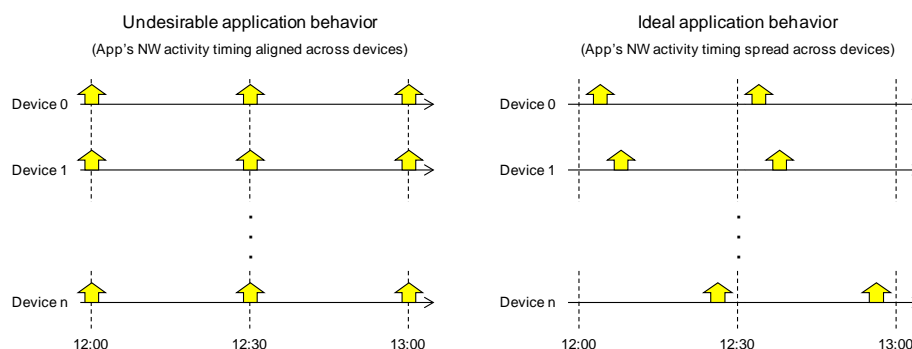 Undesirable application behavior
(App's NW activity timing aligned across devices)
Device 0
Device 1
Device n
12:00 12:30 13:00
Ideal application behavior
(App's NW activity timing spread across devices)
Device 0
Device 1
Device n
12:00 12:30 13:00